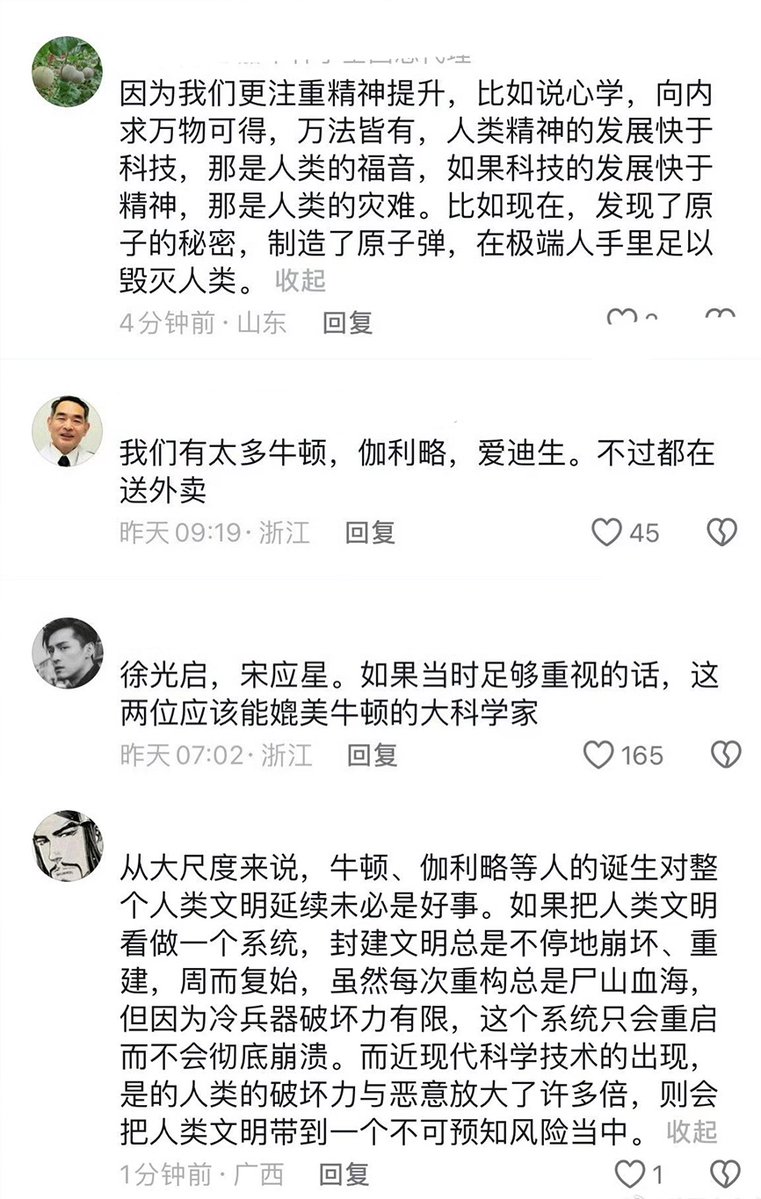 因为我们更注重精神提升，比如说心学，向内
求万物可得，万法皆有，人类精神的发展快于
科技，那是人类的福音，如果科技的发展快于
精神，那是人类的灾难。比如现在，发现了原
子的秘密，制造了原子弹，在极端人手里足以
毁灭人类。 收起
4分钟前·山东 回复
我们有太多牛顿，伽利略，爱迪生。不过都在
送外卖
昨天09:19·浙江 回复 45
徐光启，宋应星。如果当时足够重视的话，这
两位应该能媲美牛顿的大科学家
昨天07:02·浙江 回复 165
从大尺度来说，牛顿、伽利略等人的诞生对整
个人类文明延续未必是好事。如果把人类文明
看做一个系统，封建文明总是不停地崩坏、重
建，周而复始，虽然每次重构总是尸山血海，
但因为冷兵器破坏力有限，这个系统只会重启
而不会彻底崩溃。而近现代科学技术的出现，
是的人类的破坏力与恶意放大了许多倍，则会
把人类文明带到一个不可预知风险当中。 收起
1分钟前·广西 回复 1